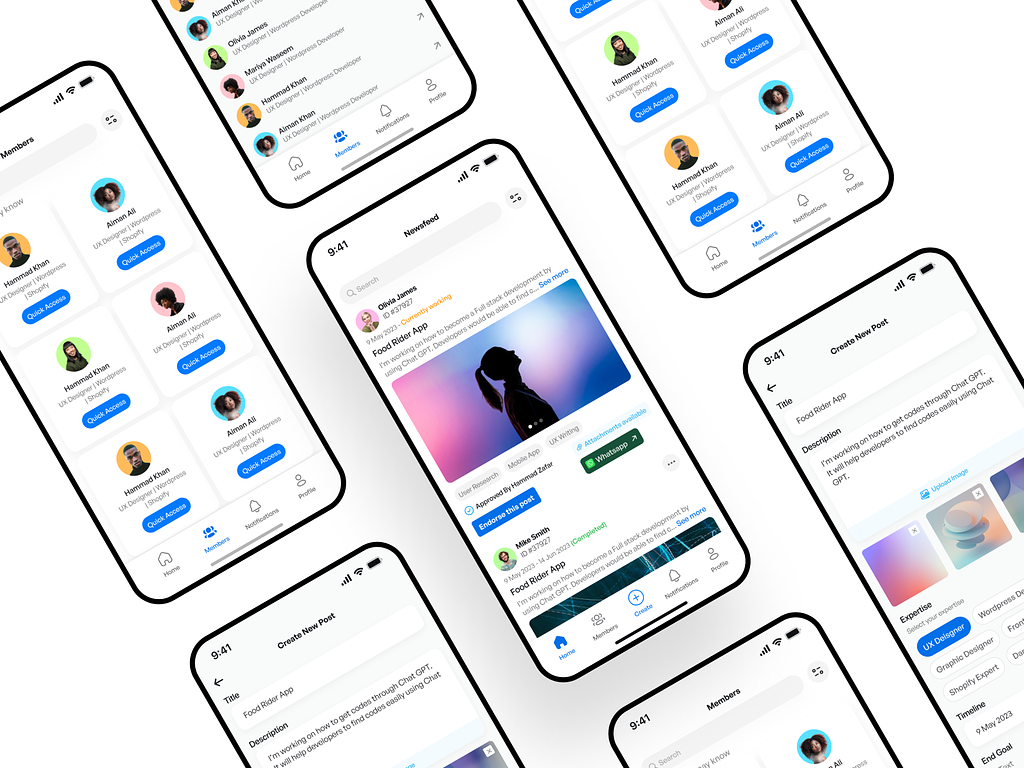 Members
y know
Hammad Khan
UX Designer | Wordpress
| Shopify
Quick Access
Aiman Ali
UX Designer | Wordpress
| Shopify
Quick Access
Hammad Khan
UX Designer | Wordpress
| Shopify
Quick Access
Aiman Ali
UX Designer | Wordpress
| Shopify
Quick Access
Hammad Khan
UX Designer | Wordpress
| Shopify
Quick Access
Aiman Ali
UX Designer | Wordpress
| Shopify
Quick Access
Home
Members
Notifications
Profile
Aiman Khan
UX Designer | Wordpress Developer
Olivia James
UX Designer | Wordpress Developer
Mariya Waseem
UX Designer | Wordpress Developer
Hammad Khan
UX Designer | Wordpress Developer
Aiman Khan
UX Designer | Wordpress Developer
Home
Members
Notifications
Profile
Quick Access
Aiman Ali
UX Designer | Wordpress
| Shopify
Quick Access
Hammad Khan
UX Designer | Wordpress
| Shopify
Quick Access
Aiman Ali
UX Designer | Wordpress
| Shopify
Quick Access
Hammad Khan
UX Designer | Wordpress
| Shopify
Quick Access
Home
Members
Notifications
Profile
9:41
Newsfeed
Search
Olivia James
ID #37927
9 May 2023 - Currently working
Food Rider App
I'm working on how to become a Full stack development by
using Chat GPT. Developers would be able to find c... See more
User Research
Mobile App
UX Writing
Attachments available
Approved By Hammad Zafar
Whatsapp
Endorse this post
Mike Smith
ID #37927
9 May 2023 - 14 Jun 2023 (Completed)
Food Rider App
I'm working on how to become a Full stack development by
using Chat GPT. Developers would be able to find c... See more
Home
Members
Create
Notifications
Profile
9:41
Create New Post
Title
Food Rider App
Description
I'm working on how to get codes through Chat GPT.
It will help developers to find codes easily using Chat
GPT.
Upload Image
Expertise
Select your expertise
UX Deisgner
Wordpress De
Graphic Designer
Fron
Shopify Expert
Da
Timeline
9 May 2023
End Goal
Text
9:41
Create New Post
Title
Food Rider App
Description
I'm working on how to get codes through Chat GPT.
It will help developers to find codes easily using Chat
9:41
Members
Search
may know